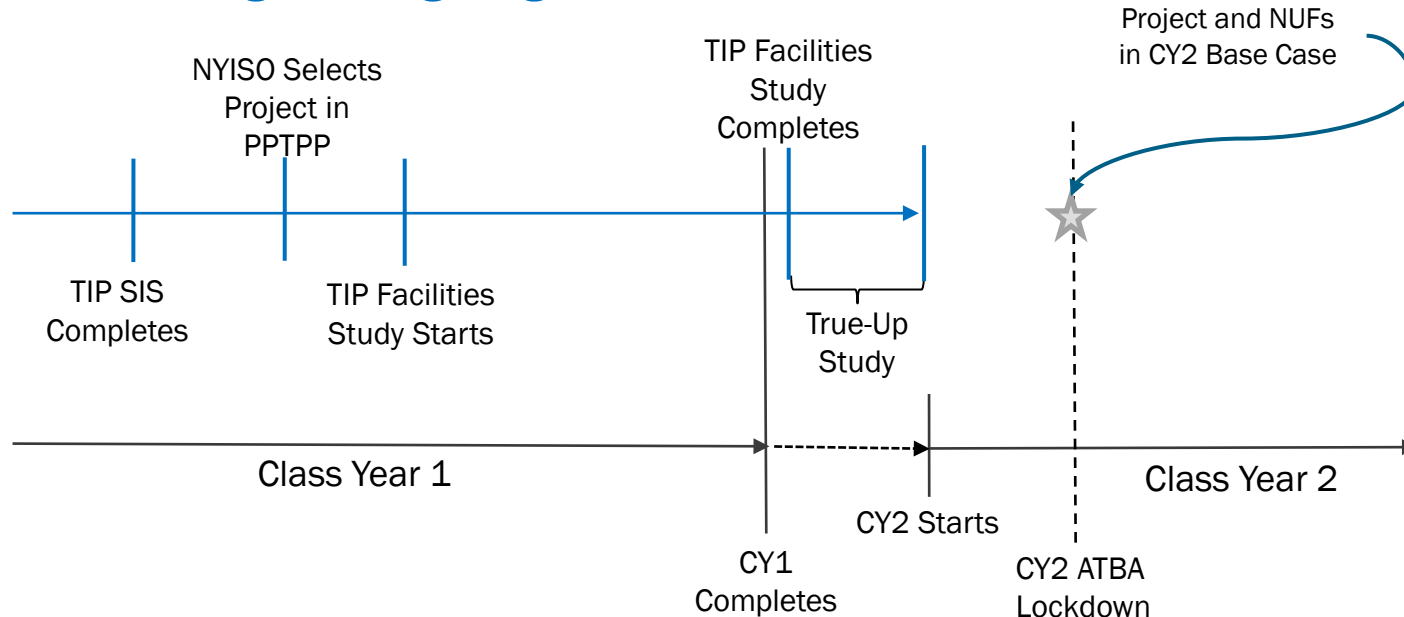 Project and NUFs
in CY2 Base Case
TIP Facilities
Study
Completes
NYISO Selects
Project in
PPTPP
TIP SIS
Completes
TIP Facilities
Study Starts
True-Up
Study
Class Year 1
Class Year 2
CY2 Starts
CY1
Completes
CY2 ATBA
Lockdown